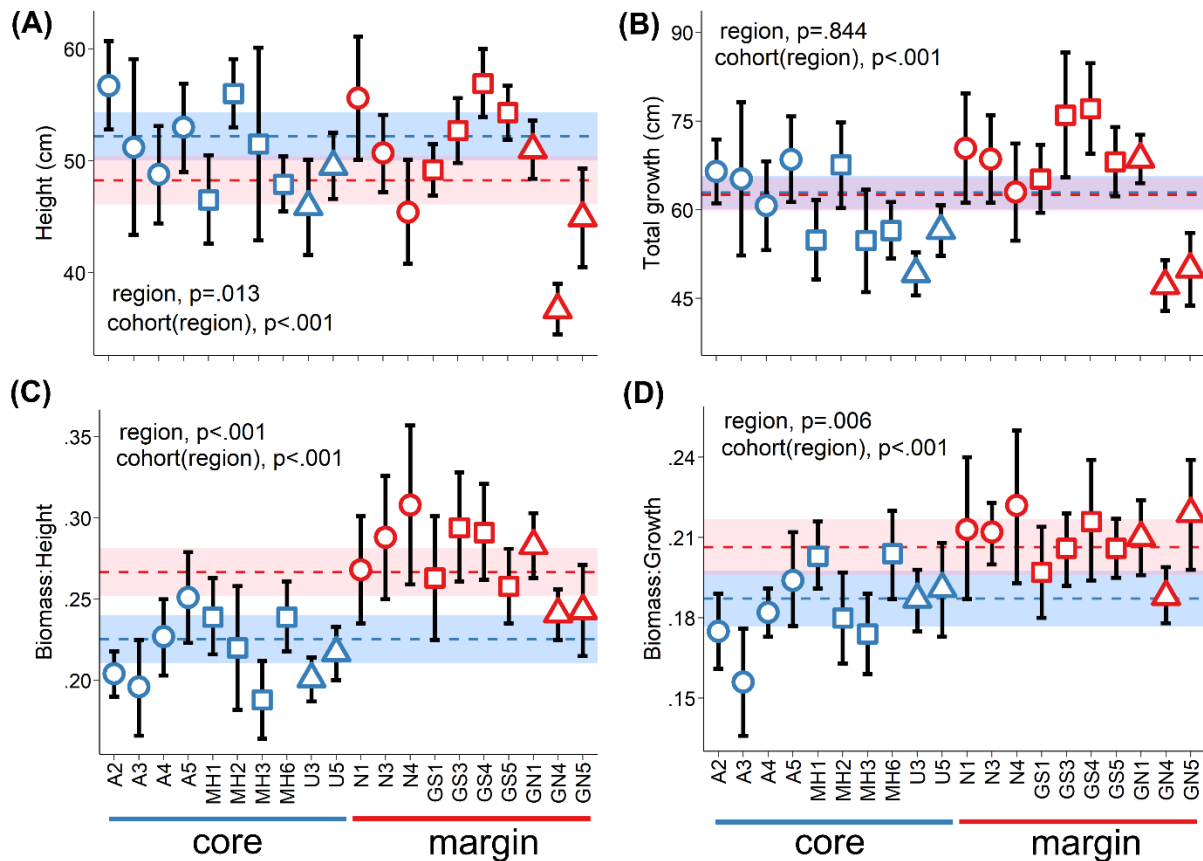 (A)
Height (cm)
60
50
40
region, p=.013
cohort(region), p<.001
(B)
Total growth (cm)
90
75
60
45
region, p=.844
cohort(region), p<.001
(C)
Biomass:Height
.35
.30
.25
.20
region, p<.001
cohort(region), p<.001
A2
A3
A4
A5
MH1
MH2
MH3
MH6
U3
U5
N1
N3
N4
GS1
GS3
GS4
GS5
GN1
GN4
GN5
core
margin
(D)
Biomass:Growth
.24
.21
.18
.15
region, p=.006
cohort(region), p<.001
A2
A3
A4
A5
MH1
MH2
MH3
MH6
U3
U5
N1
N3
N4
GS1
GS3
GS4
GS5
GN1
GN4
GN5
core
margin